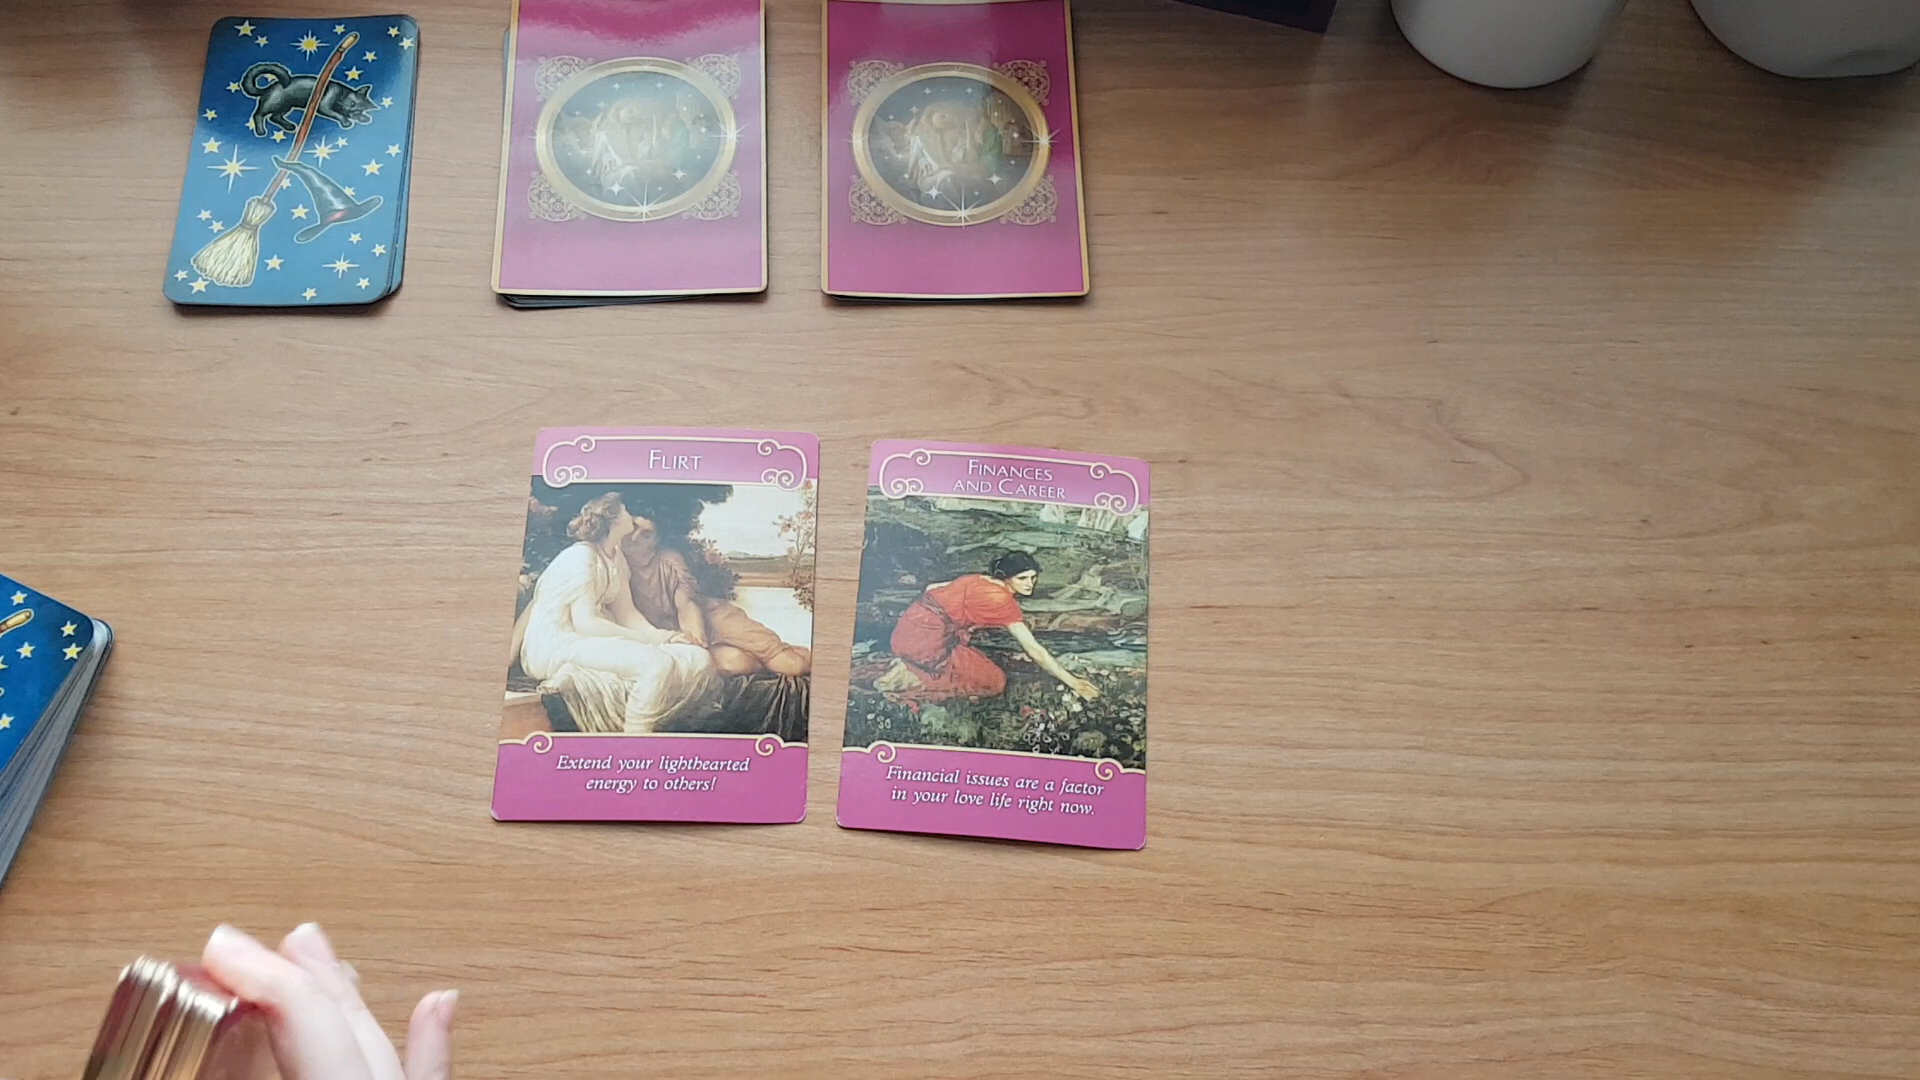 FLIRT
Extend your lighthearted
energy to others!
FINANCES
AND CAREER
Financial issues are a factor
in your love life right now.